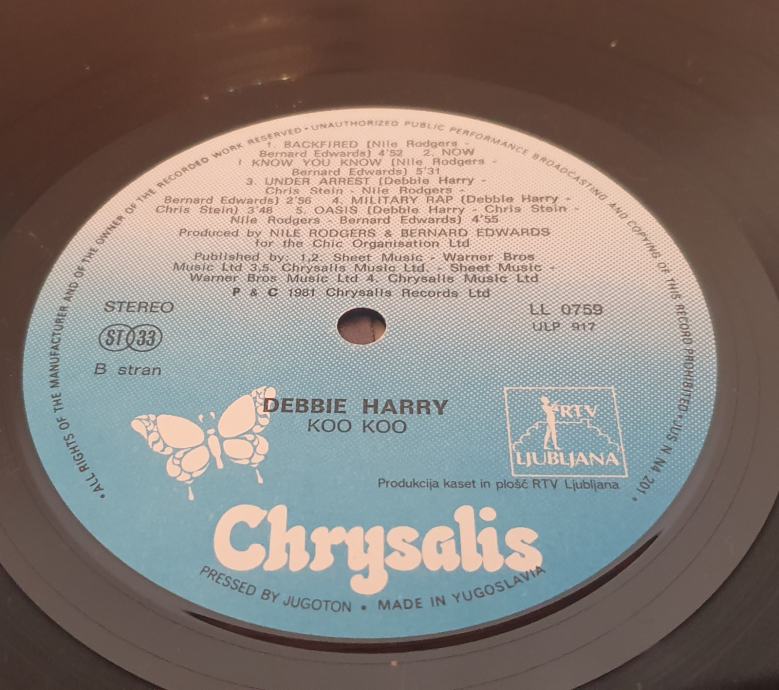 • ALL RIGHTS OF THE MANUFACTURER AND OF THE OWNER OF THE RECORDED WORK RESERVED • UNAUTHORIZED PUBLIC PERFORMANCE BROADCASTING AND COPYING OF THIS RECORD PROHIBITED • JUS N N4 201 •
1. BACKFIRED (Nile Rodgers -
Bernard Edwards) 4'52 2. NOW
I KNOW YOU KNOW (Nile Rodgers -
Bernard Edwards) 5'31
3. UNDER ARREST (Debbie Harry -
Chris Stein - Nile Rodgers -
Bernard Edwards) 2'56 4. MILITARY RAP (Debbie Harry -
Chris Stein) 3'48 5. OASIS (Debbie Harry - Chris Stein -
Nile Rodgers - Bernard Edwards) 4'55
Produced by NILE RODGERS & BERNARD EDWARDS
for the Chic Organisation Ltd
Published by: 1,2. Sheet Music - Warner Bros
Music Ltd 3,5. Chrysalis Music Ltd. - Sheet Music -
Warner Bros Music Ltd 4. Chrysalis Music Ltd
P & C 1981 Chrysalis Records Ltd
STEREO
ST 33
B stran
LL 0759
ULP 917
DEBBIE HARRY
KOO KOO
RTV
LJUBLJANA
Produkcija kaset in plošč RTV Ljubljana
Chrysalis
PRESSED BY JUGOTON • MADE IN YUGOSLAVIA